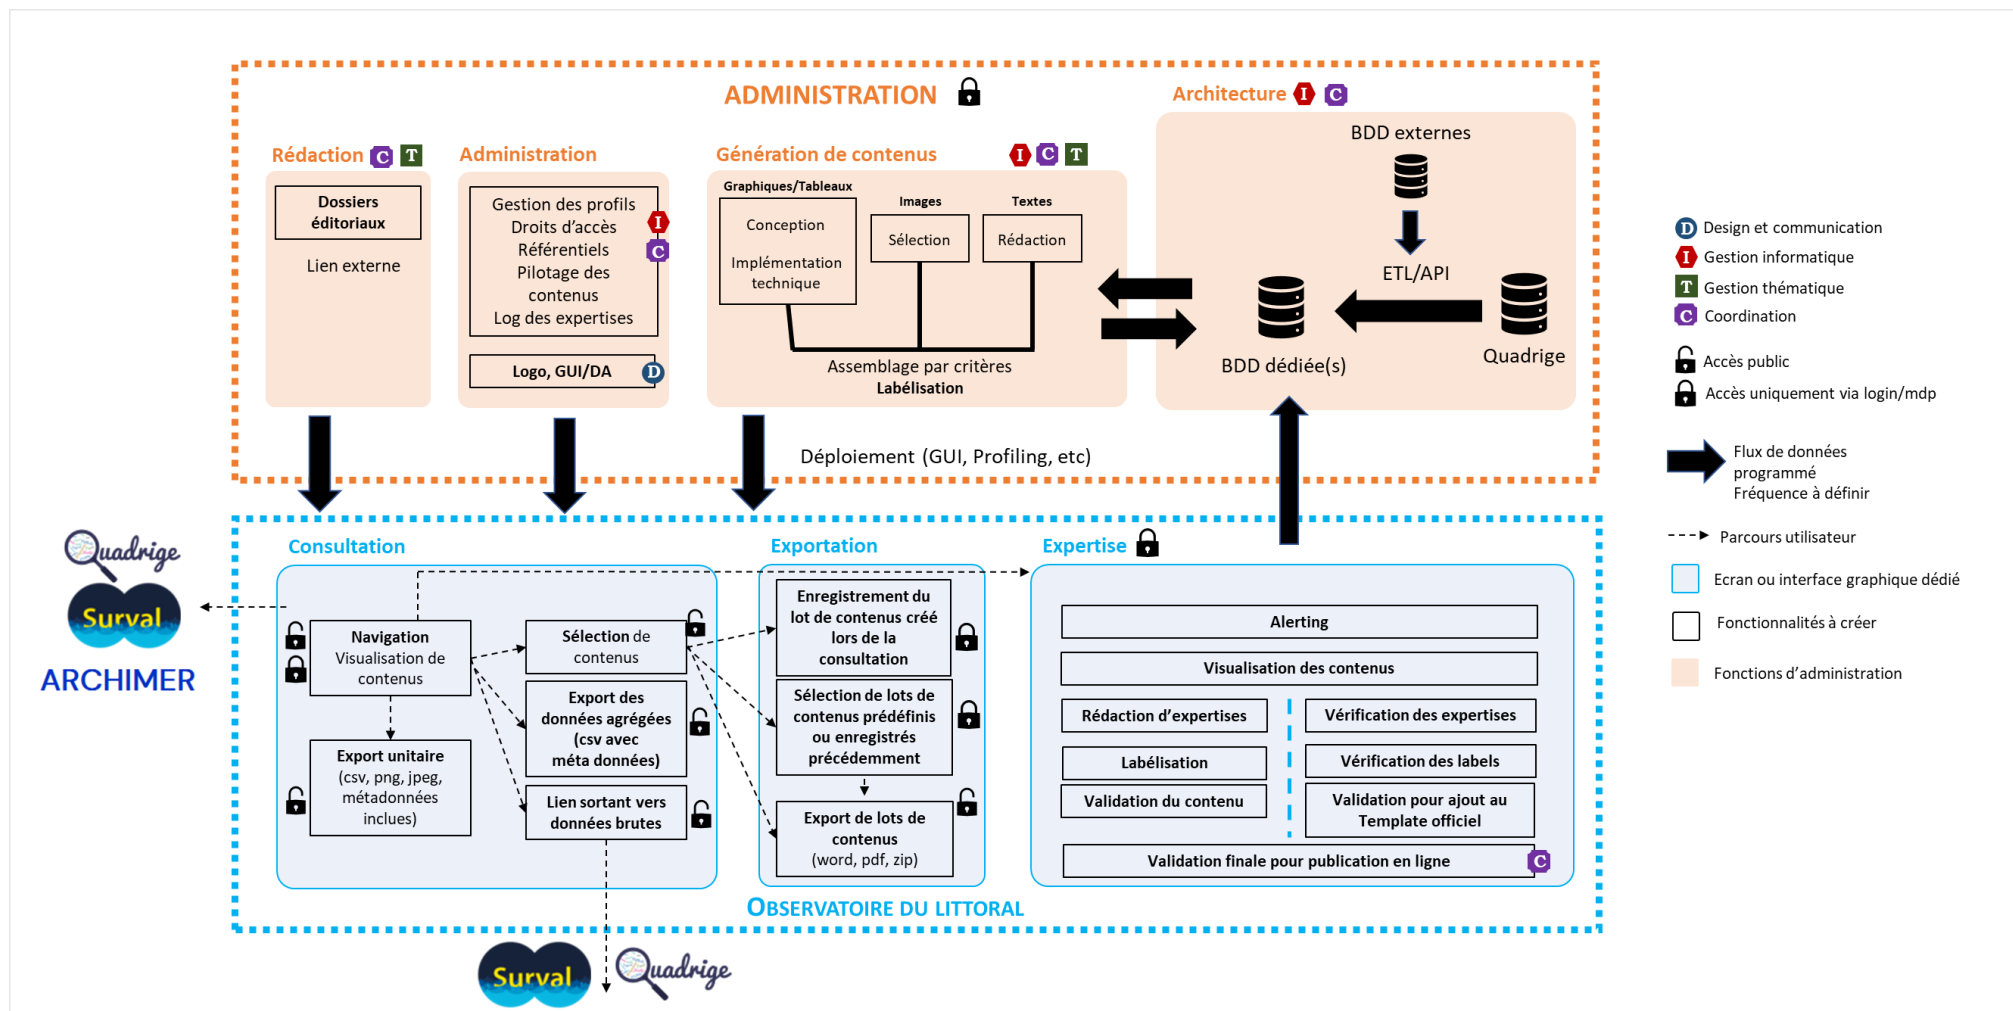 ADMINISTRATION
Architecture I C
Rédaction C T
Administration
Génération de contenus I C T
Dossiers
éditoriaux
Lien externe
Gestion des profils
Droits d'accès
Référentiels
Pilotage des
contenus
Log des expertises
I
C
Logo, GUI/DA D
Graphiques/Tableaux
Conception
Implémentation
technique
Images
Sélection
Textes
Rédaction
Assemblage par critères
Labélisation
BDD externes
ETL/API
BDD dédiée(s)
Quadrige
Déploiement (GUI, Profiling, etc)
D Design et communication
I Gestion informatique
T Gestion thématique
C Coordination
Accès public
Accès uniquement via login/mdp
Flux de données
programmé
Fréquence à définir
Parcours utilisateur
Ecran ou interface graphique dédié
Fonctionnalités à créer
Fonctions d'administration
Quadrige
Surval
ARCHIMER
Consultation
Navigation
Visualisation de
contenus
Export unitaire
(csv, png, jpeg,
métadonnées
inclues)
Sélection de
contenus
Export des
données agrégées
(csv avec
méta données)
Lien sortant vers
données brutes
Exportation
Enregistrement du
lot de contenus créé
lors de la
consultation
Sélection de lots de
contenus prédéfinis
ou enregistrés
précédemment
Export de lots de
contenus
(word, pdf, zip)
Expertise
Alerting
Visualisation des contenus
Rédaction d'expertises
Vérification des expertises
Labélisation
Vérification des labels
Validation du contenu
Validation pour ajout au
Template officiel
Validation finale pour publication en ligne C
OBSERVATOIRE DU LITTORAL
Surval
Quadrige